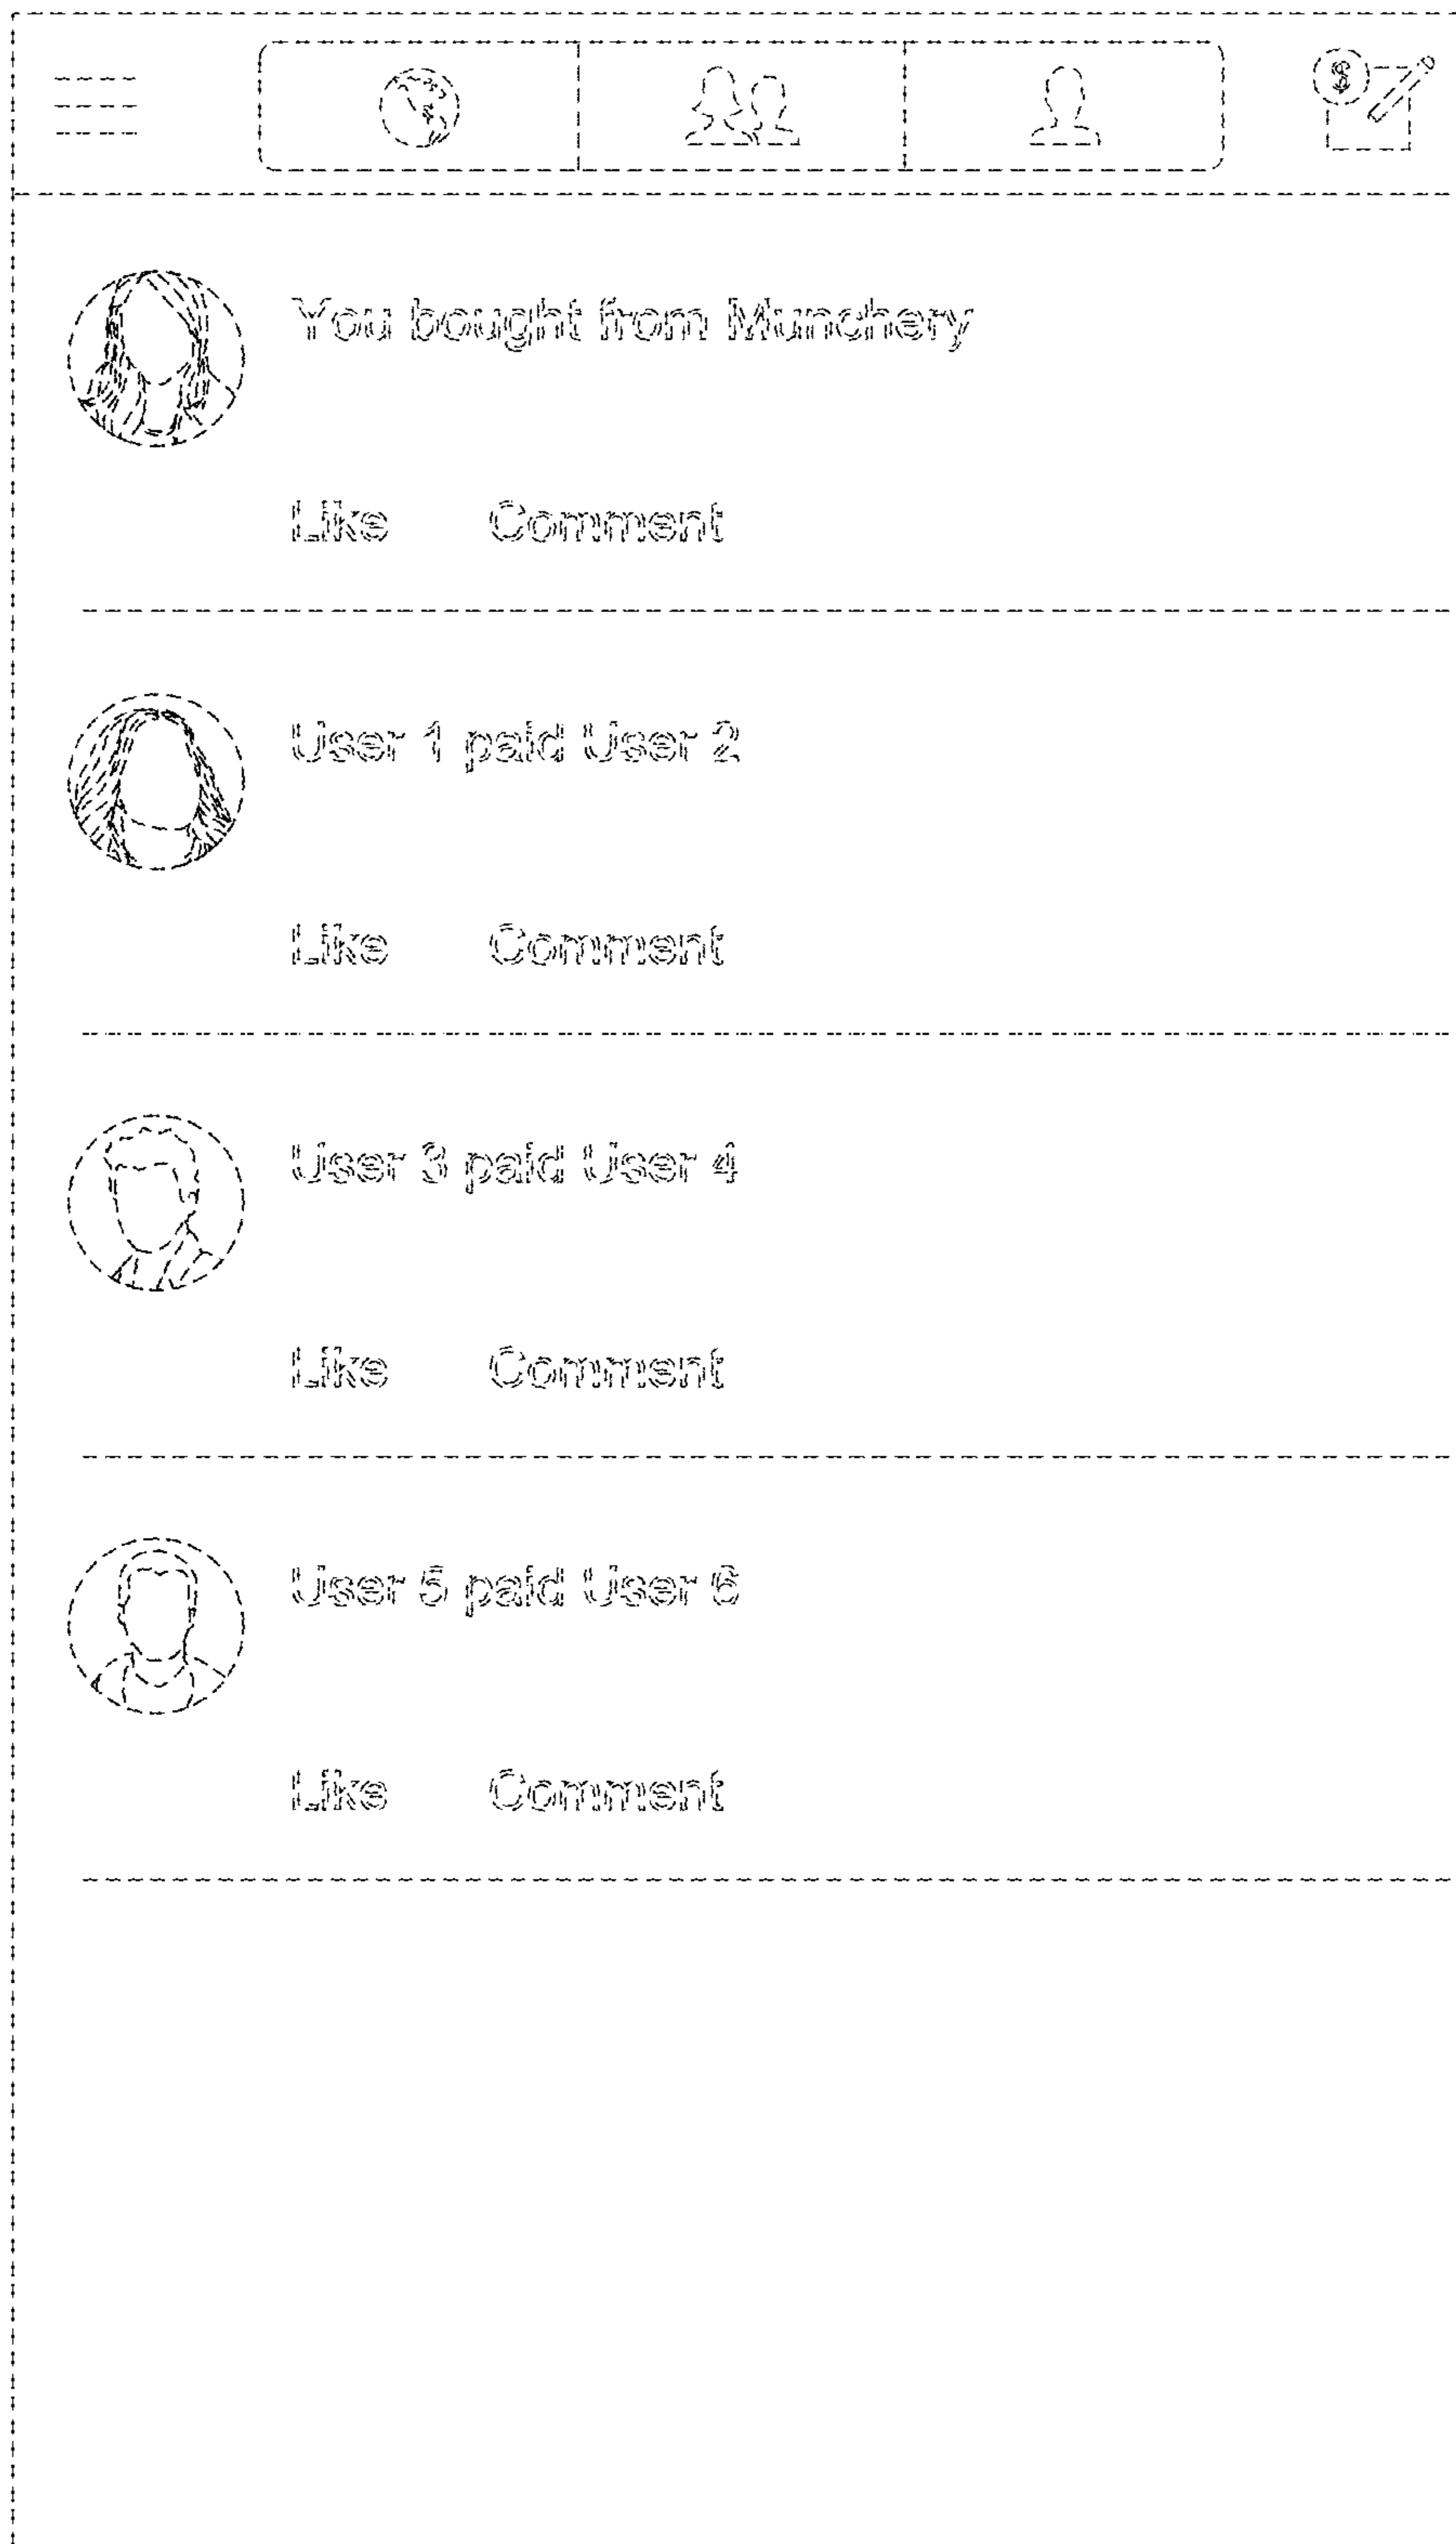 $
You bought from Munchery
Like Comment
User 1 paid User 2
Like Comment
User 3 paid User 4
Like Comment
User 5 paid User 6
Like Comment